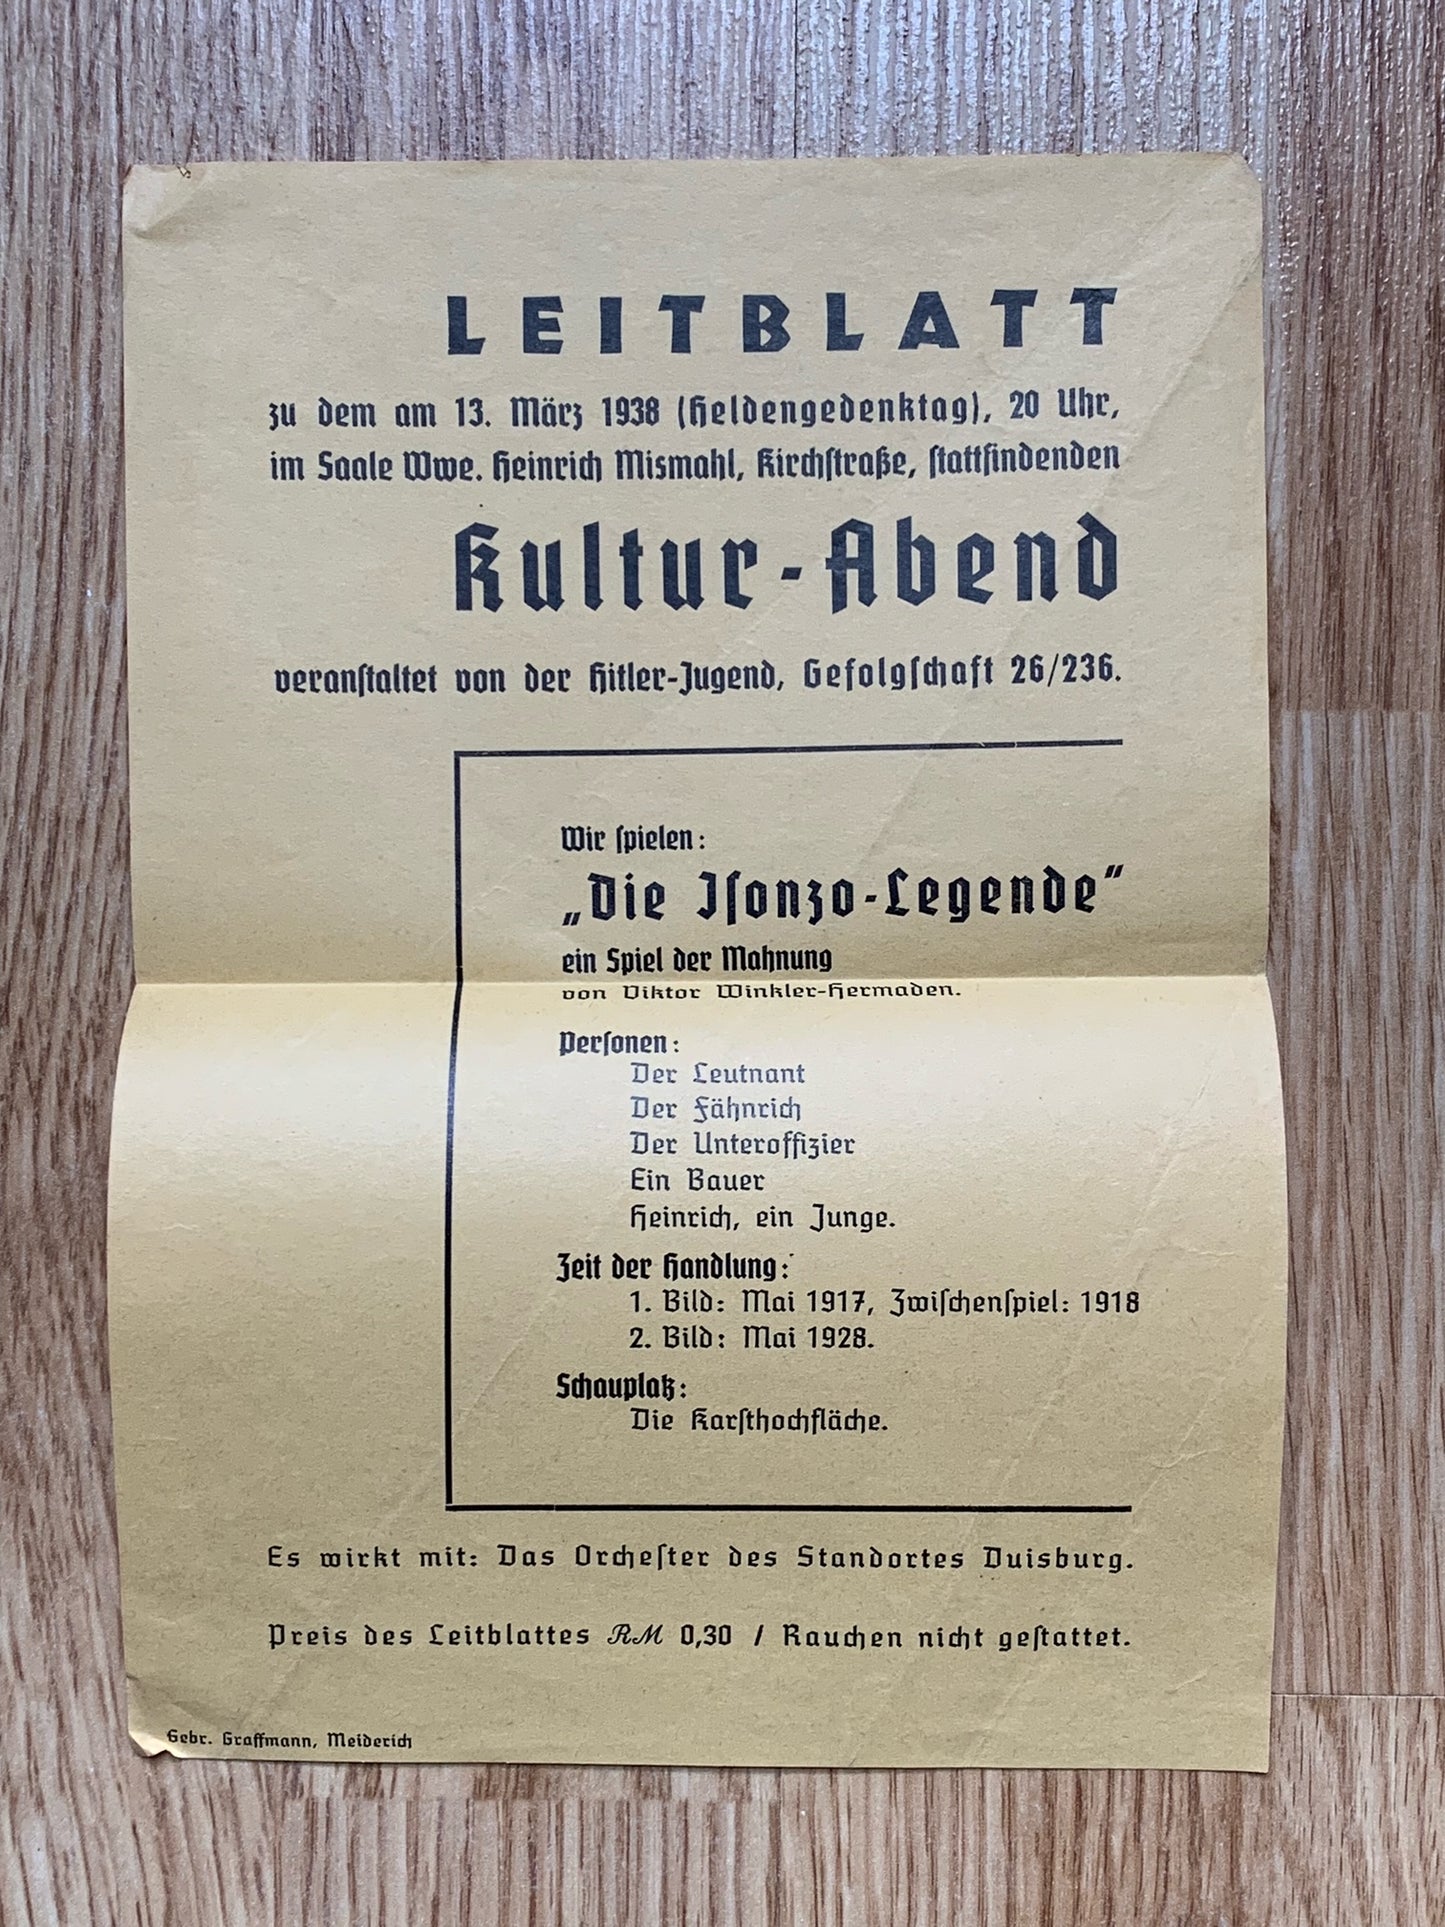 LEITBLATT
zu dem am 13. März 1938 (Heldengedenktag), 20 Uhr,
im Saale Wwe. Heinrich Mismahl, Kirchſtraße, ſtattfindenden
Kultur-Abend
veranſtaltet von der Hitler-Jugend, Gefolgſchaft 26/236.
Wir ſpielen:
„Die Iſonzo-Legende“
ein Spiel der Mahnung
von Viktor Winkler-Hermaden.
Perſonen:
Der Leutnant
Der Fähnrich
Der Unteroffizier
Ein Bauer
Heinrich, ein Junge.
Zeit der Handlung:
1. Bild: Mai 1917, Zwiſchenſpiel: 1918
2. Bild: Mai 1928.
Schauplatz:
Die Karſthochfläche.
Es wirkt mit: Das Orcheſter des Standortes Duisburg.
Preis des Leitblattes RM 0,30 / Rauchen nicht geſtattet.
Gebr. Graffmann, Meiderich